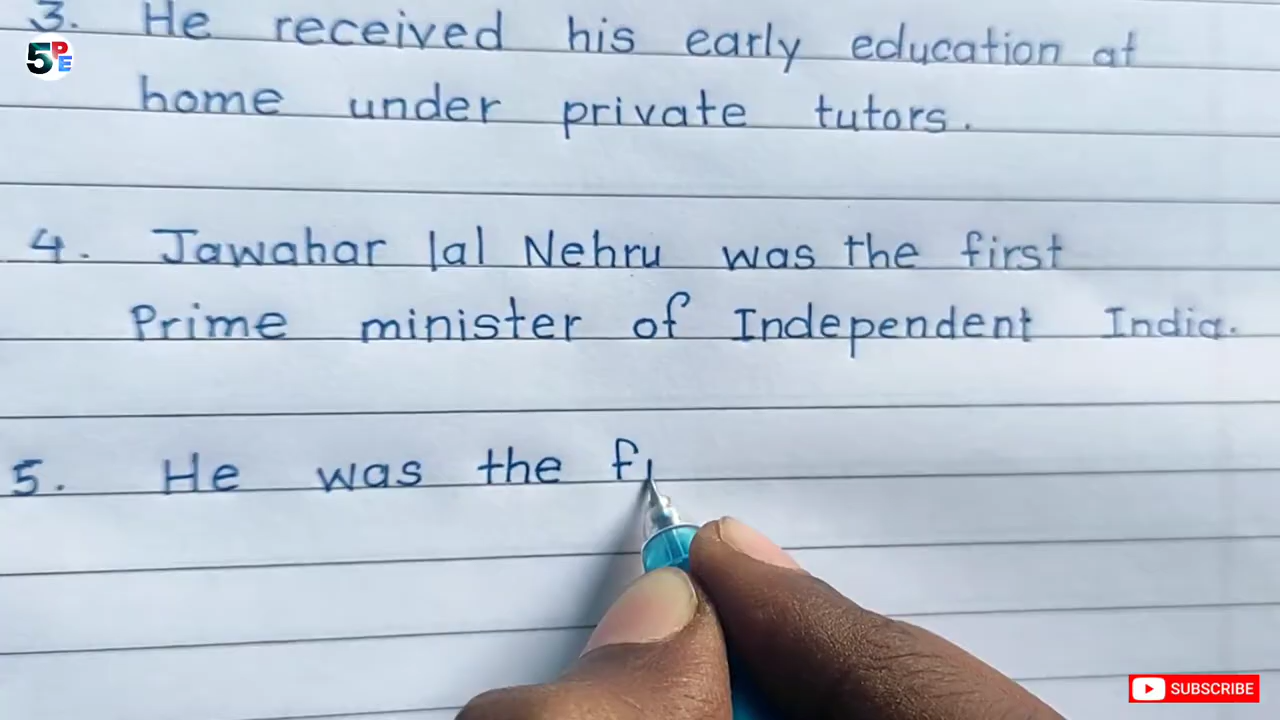 3. He received his early education at
5PE
home under private tutors.
4. Jawahar lal Nehru was the first
Prime minister of Independent India.
5. He was the
SUBSCRIBE